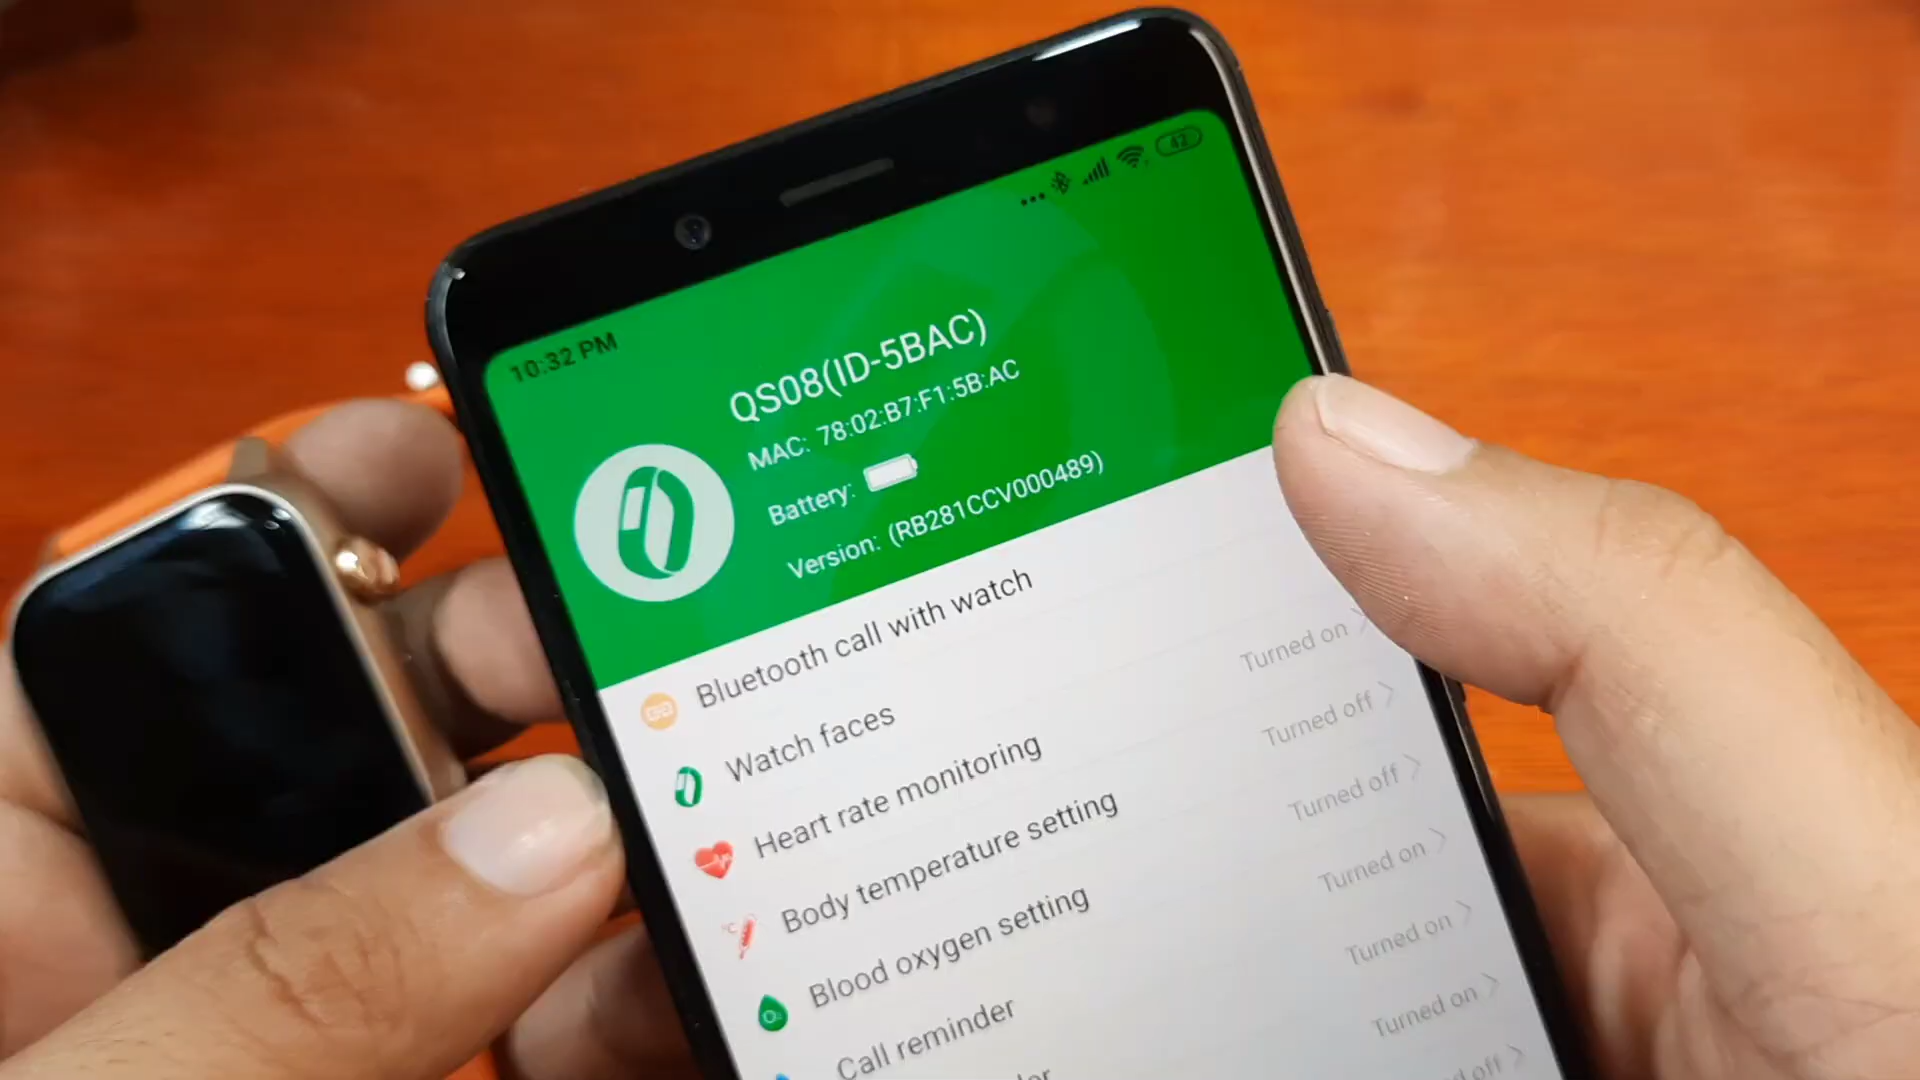 42
10:32 PM
QS08(ID-5BAC)
MAC: 78:02:B7:F1:5B:AC
Battery:
Version: (RB281CCV000489)
Bluetooth call with watch
Watch faces
Heart rate monitoring
Turned on
Body temperature setting
Turned off
Blood oxygen setting
Turned off
Call reminder
Turned on
Turned on
Turned on
off